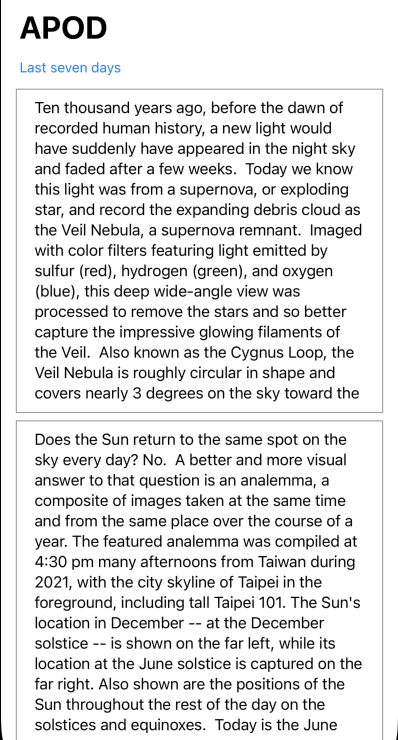 APOD
Last seven days
Ten thousand years ago, before the dawn of
recorded human history, a new light would
have suddenly have appeared in the night sky
and faded after a few weeks.  Today we know
this light was from a supernova, or exploding
star, and record the expanding debris cloud as
the Veil Nebula, a supernova remnant.  Imaged
with color filters featuring light emitted by
sulfur (red), hydrogen (green), and oxygen
(blue), this deep wide-angle view was
processed to remove the stars and so better
capture the impressive glowing filaments of
the Veil.  Also known as the Cygnus Loop, the
Veil Nebula is roughly circular in shape and
covers nearly 3 degrees on the sky toward the
Does the Sun return to the same spot on the
sky every day? No.  A better and more visual
answer to that question is an analemma, a
composite of images taken at the same time
and from the same place over the course of a
year. The featured analemma was compiled at
4:30 pm many afternoons from Taiwan during
2021, with the city skyline of Taipei in the
foreground, including tall Taipei 101. The Sun's
location in December -- at the December
solstice -- is shown on the far left, while its
location at the June solstice is captured on the
far right. Also shown are the positions of the
Sun throughout the rest of the day on the
solstices and equinoxes.  Today is the June